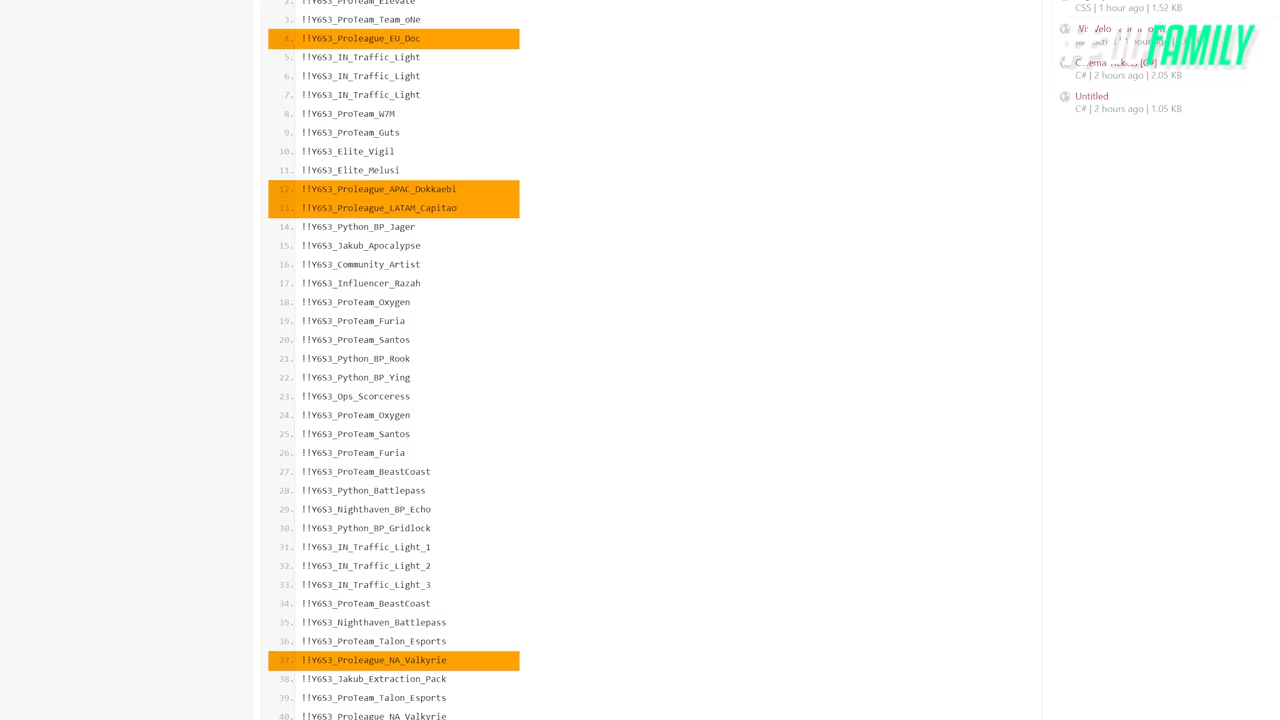 2. !!Y6S3_ProTeam_Elevate
3. !!Y6S3_ProTeam_Team_oNe
4. !!Y6S3_Proleague_EU_Doc
5. !!Y6S3_IN_Traffic_Light
6. !!Y6S3_IN_Traffic_Light
7. !!Y6S3_IN_Traffic_Light
8. !!Y6S3_ProTeam_W7M
9. !!Y6S3_ProTeam_Guts
10. !!Y6S3_Elite_Vigil
11. !!Y6S3_Elite_Melusi
12. !!Y6S3_Proleague_APAC_Dokkaebi
13. !!Y6S3_Proleague_LATAM_Capitao
14. !!Y6S3_Python_BP_Jager
15. !!Y6S3_Jakub_Apocalypse
16. !!Y6S3_Community_Artist
17. !!Y6S3_Influencer_Razah
18. !!Y6S3_ProTeam_Oxygen
19. !!Y6S3_ProTeam_Furia
20. !!Y6S3_ProTeam_Santos
21. !!Y6S3_Python_BP_Rook
22. !!Y6S3_Python_BP_Ying
23. !!Y6S3_Ops_Scorceress
24. !!Y6S3_ProTeam_Oxygen
25. !!Y6S3_ProTeam_Santos
26. !!Y6S3_ProTeam_Furia
27. !!Y6S3_ProTeam_BeastCoast
28. !!Y6S3_Python_Battlepass
29. !!Y6S3_Nighthaven_BP_Echo
30. !!Y6S3_Python_BP_Gridlock
31. !!Y6S3_IN_Traffic_Light_1
32. !!Y6S3_IN_Traffic_Light_2
33. !!Y6S3_IN_Traffic_Light_3
34. !!Y6S3_ProTeam_BeastCoast
35. !!Y6S3_Nighthaven_Battlepass
36. !!Y6S3_ProTeam_Talon_Esports
37. !!Y6S3_Proleague_NA_Valkyrie
38. !!Y6S3_Jakub_Extraction_Pack
39. !!Y6S3_ProTeam_Talon_Esports
40. !!Y6S3_Proleague_NA_Valkyrie
CSS | 1 hour ago | 1.52 KB
FAMILY
C# | 2 hours ago | 2.05 KB
Untitled
C# | 2 hours ago | 1.05 KB